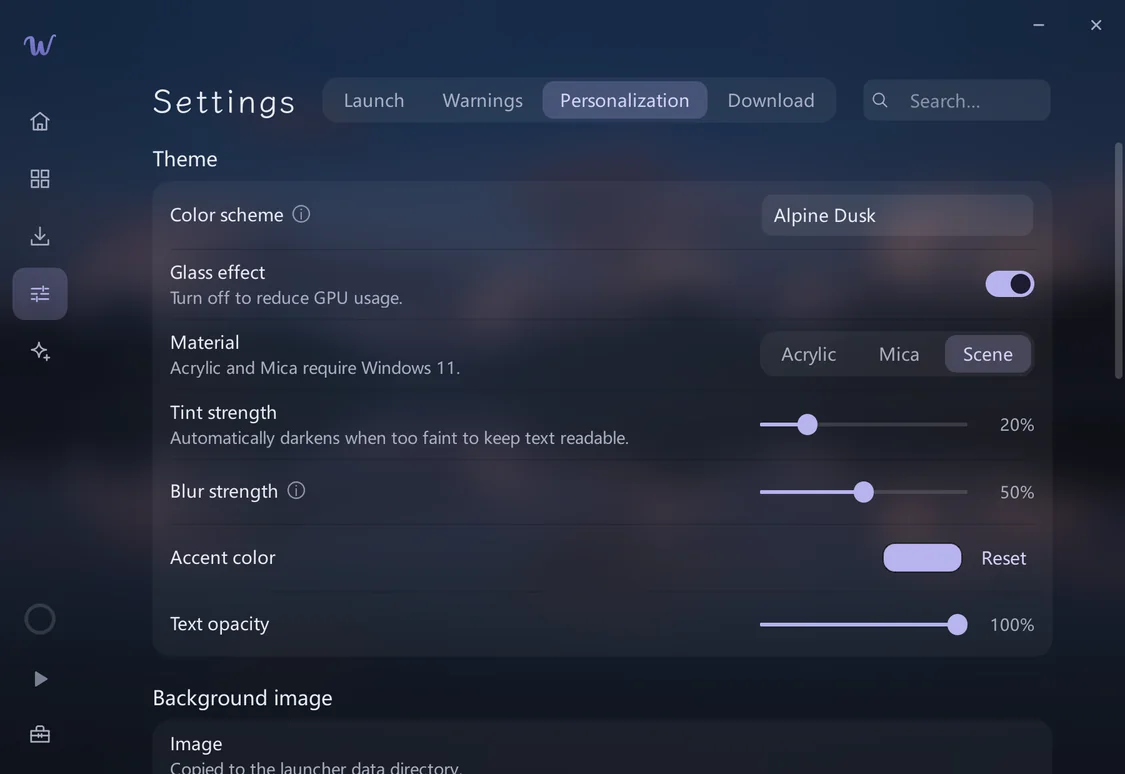 W
Settings
Launch
Warnings
Personalization
Download
Search...
Theme
Color scheme
Alpine Dusk
Glass effect
Turn off to reduce GPU usage.
Material
Acrylic and Mica require Windows 11.
Acrylic
Mica
Scene
Tint strength
Automatically darkens when too faint to keep text readable.
20%
Blur strength
50%
Accent color
Reset
Text opacity
100%
Background image
Image
Copied to the launcher data directory.